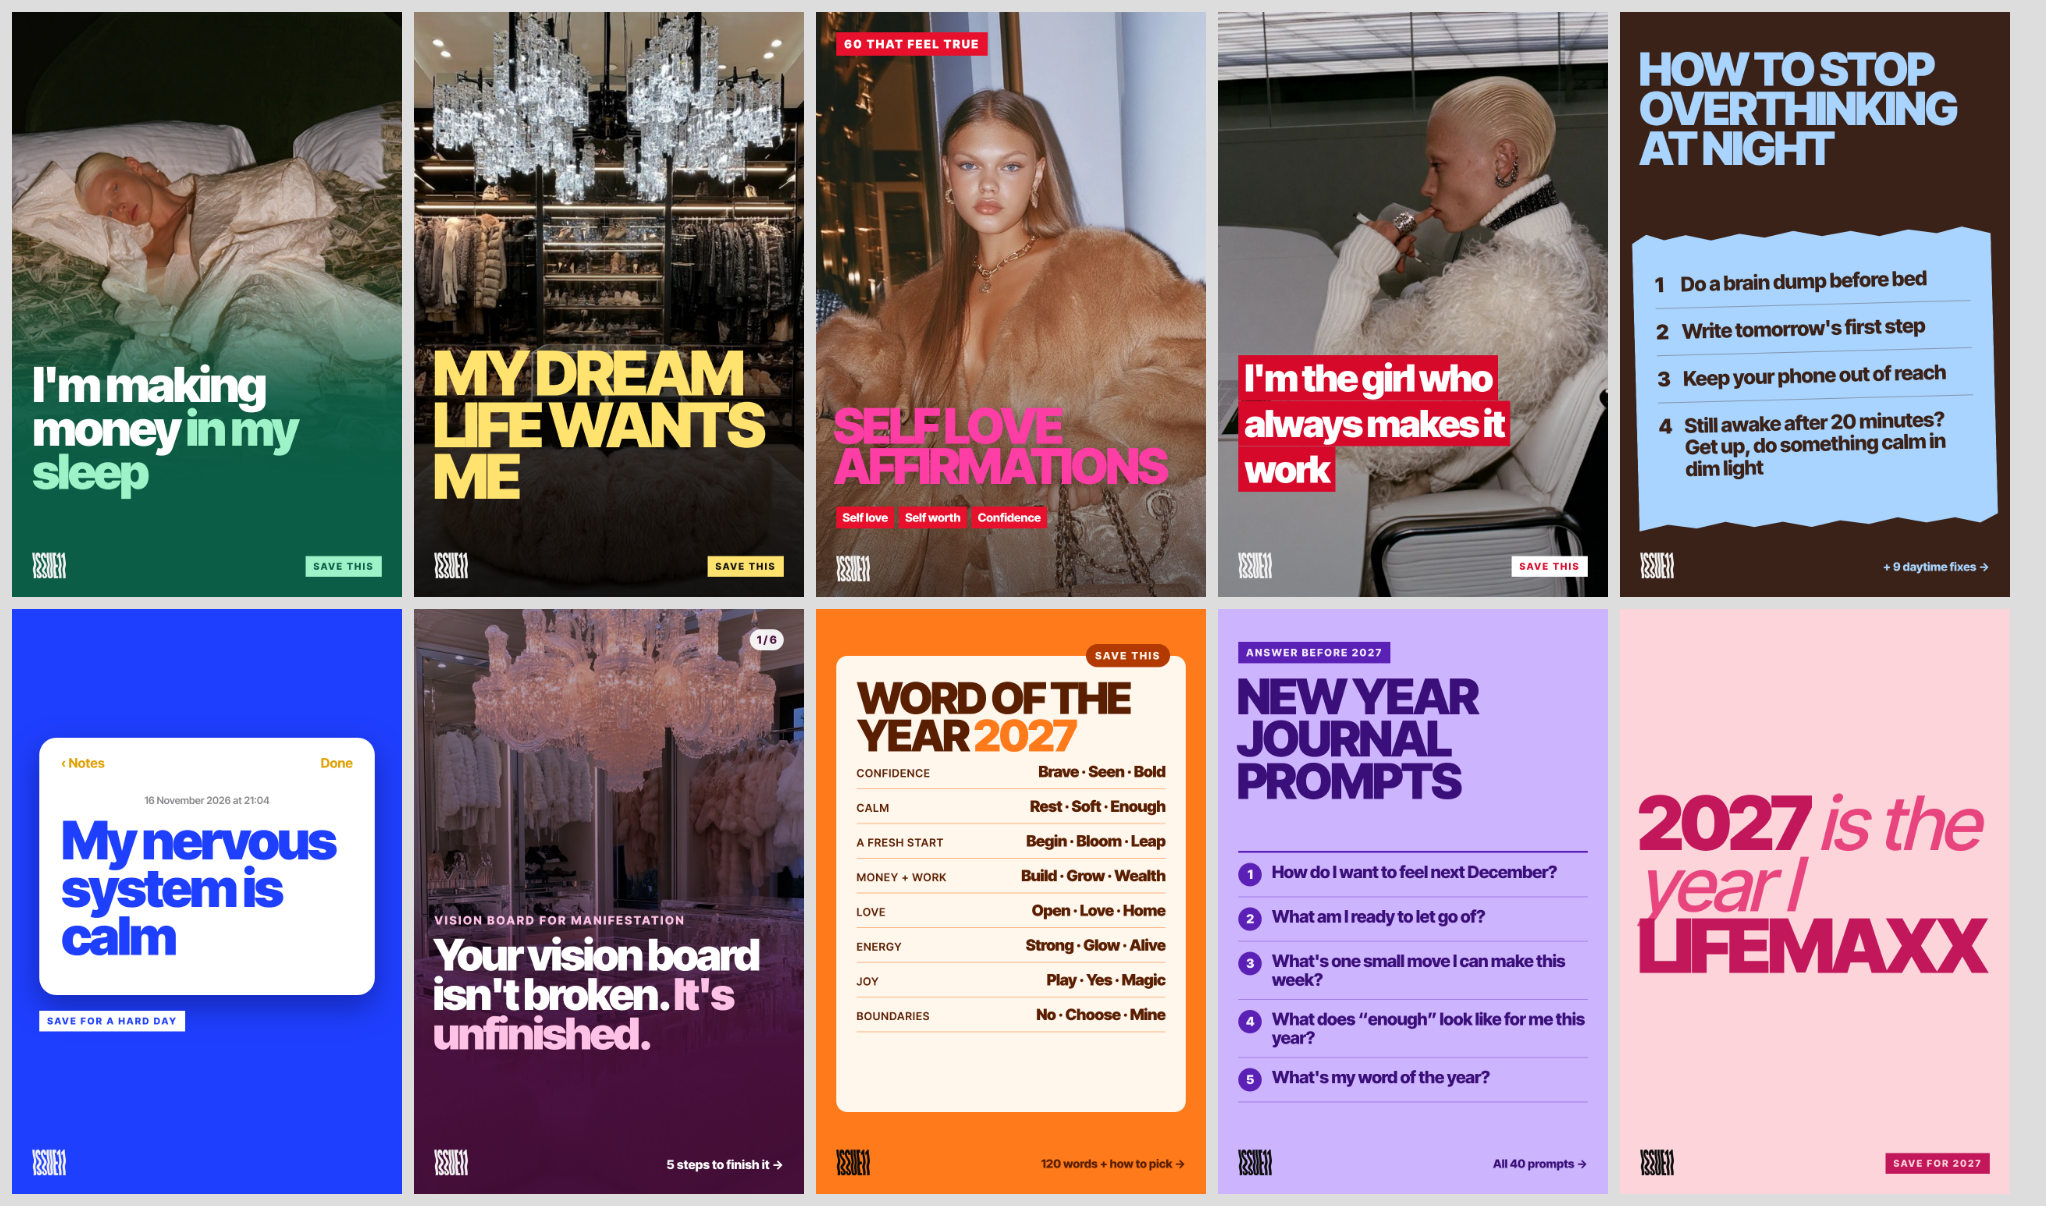 I'm making
money in my
sleep
ISSUE11
SAVE THIS
MY DREAM
LIFE WANTS
ME
ISSUE11
SAVE THIS
60 THAT FEEL TRUE
SELF LOVE
AFFIRMATIONS
Self love Self worth Confidence
ISSUE11
I'm the girl who
always makes it
work
ISSUE11
SAVE THIS
HOW TO STOP
OVERTHINKING
AT NIGHT
1 Do a brain dump before bed
2 Write tomorrow's first step
3 Keep your phone out of reach
4 Still awake after 20 minutes?
Get up, do something calm in
dim light
ISSUE11
+ 9 daytime fixes →
‹ Notes Done
16 November 2026 at 21:04
My nervous
system is
calm
SAVE FOR A HARD DAY
ISSUE11
1/6
VISION BOARD FOR MANIFESTATION
Your vision board
isn't broken. It's
unfinished.
ISSUE11
5 steps to finish it →
SAVE THIS
WORD OF THE
YEAR 2027
CONFIDENCE Brave · Seen · Bold
CALM Rest · Soft · Enough
A FRESH START Begin · Bloom · Leap
MONEY + WORK Build · Grow · Wealth
LOVE Open · Love · Home
ENERGY Strong · Glow · Alive
JOY Play · Yes · Magic
BOUNDARIES No · Choose · Mine
ISSUE11
120 words + how to pick →
ANSWER BEFORE 2027
NEW YEAR
JOURNAL
PROMPTS
1 How do I want to feel next December?
2 What am I ready to let go of?
3 What's one small move I can make this
week?
4 What does “enough” look like for me this
year?
5 What's my word of the year?
ISSUE11
All 40 prompts →
2027 is the
year I
LIFEMAXX
ISSUE11
SAVE FOR 2027